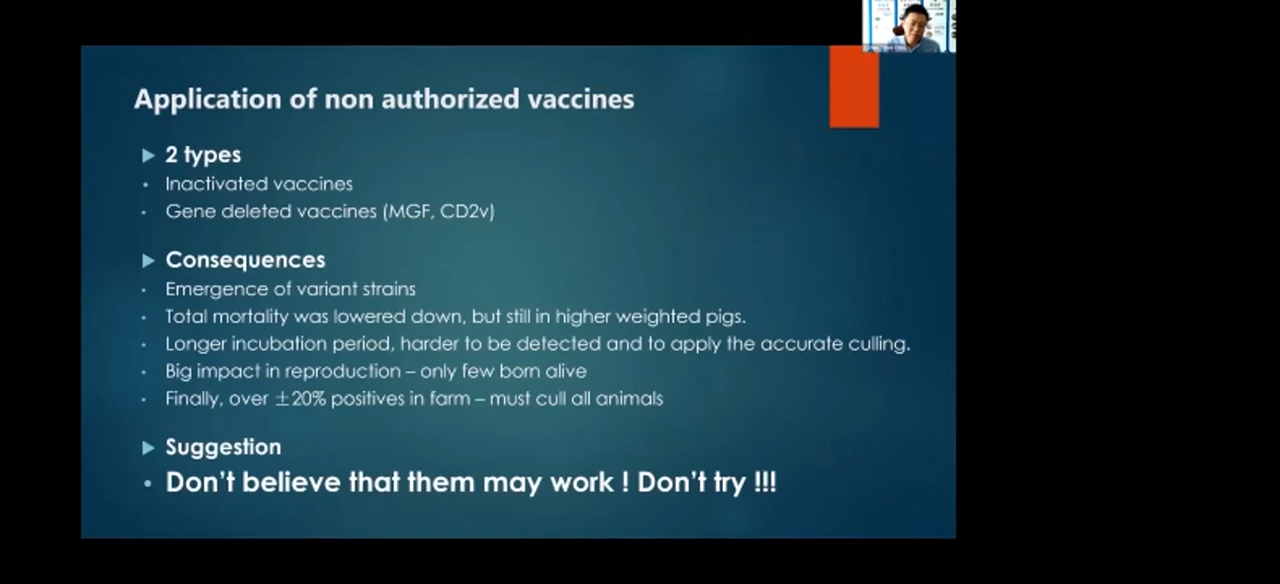 Application of non authorized vaccines
2 types
Inactivated vaccines
Gene deleted vaccines (MGF, CD2v)
Consequences
Emergence of variant strains
Total mortality was lowered down, but still in higher weighted pigs.
Longer incubation period, harder to be detected and to apply the accurate culling.
Big impact in reproduction – only few born alive
Finally, over ±20% positives in farm – must cull all animals
Suggestion
Don't believe that them may work ! Don't try !!!